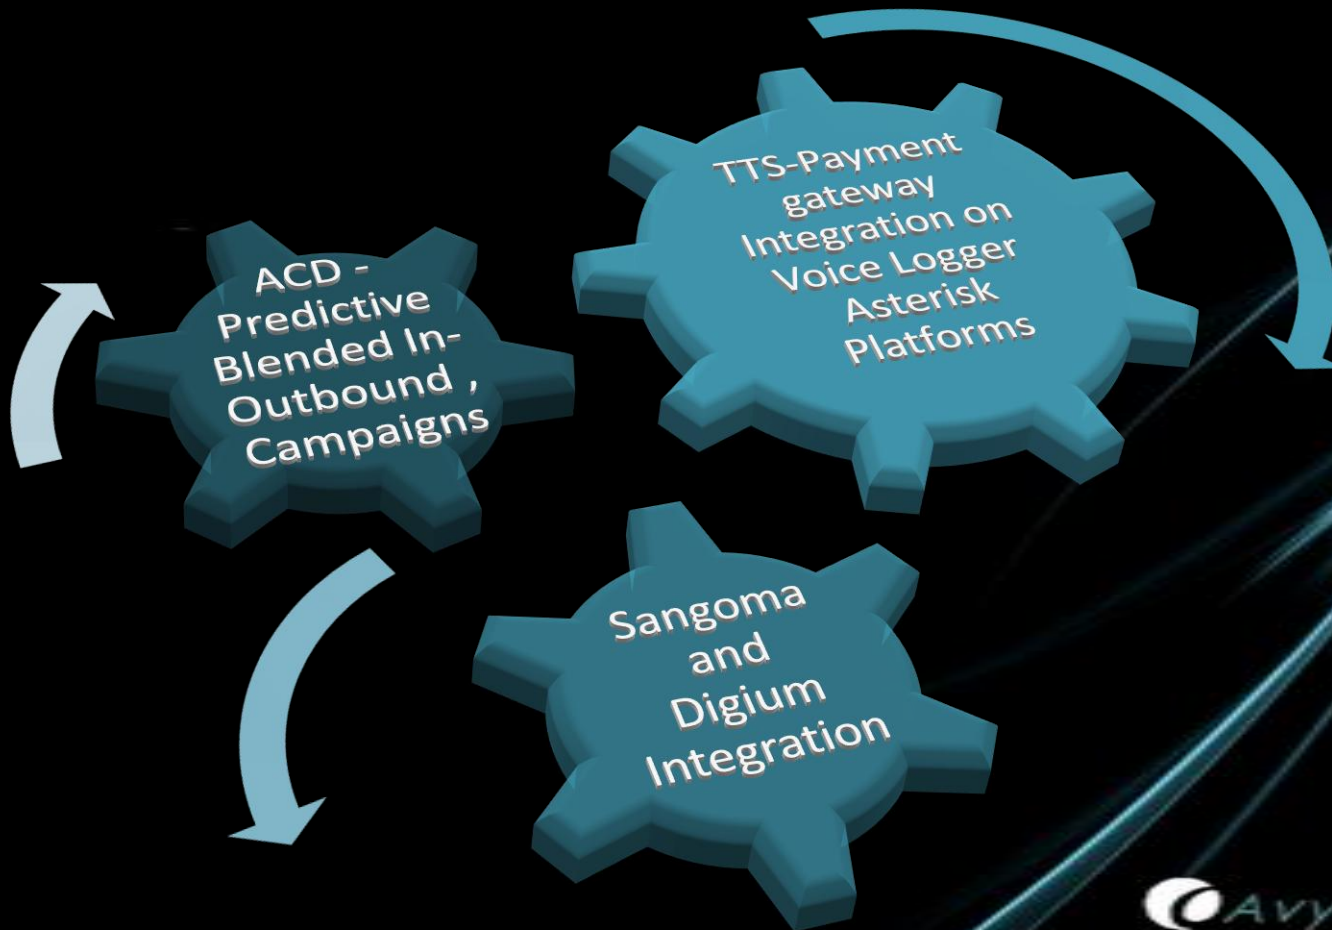 ACD -
Predictive
Blended In-
Outbound ,
Campaigns
TTS-Payment
gateway
Integration on
Voice Logger
Asterisk
Platforms
Sangoma
and
Digium
Integration